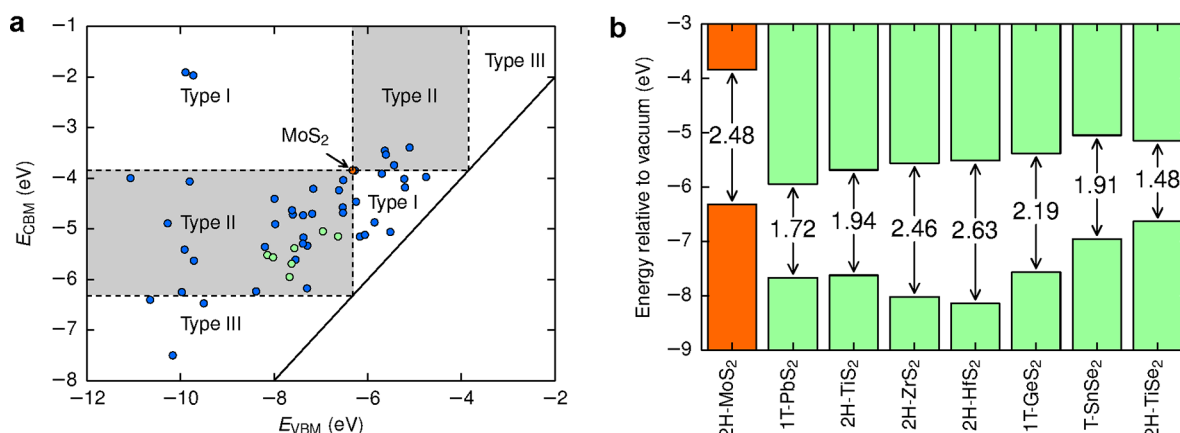 a
−1
−2
−3
−4
−5
−6
−7
−8
E_CBM (eV)
−12
−10
−8
−6
−4
−2
E_VBM (eV)
Type III
Type I
Type II
MoS₂
Type I
Type II
Type III
b
−3
−4
−5
−6
−7
−8
−9
Energy relative to vacuum (eV)
2.48
1.72
1.94
2.46
2.63
2.19
1.91
1.48
2H-MoS₂
1T-PbS₂
2H-TiS₂
2H-ZrS₂
2H-HfS₂
1T-GeS₂
T-SnSe₂
2H-TiSe₂